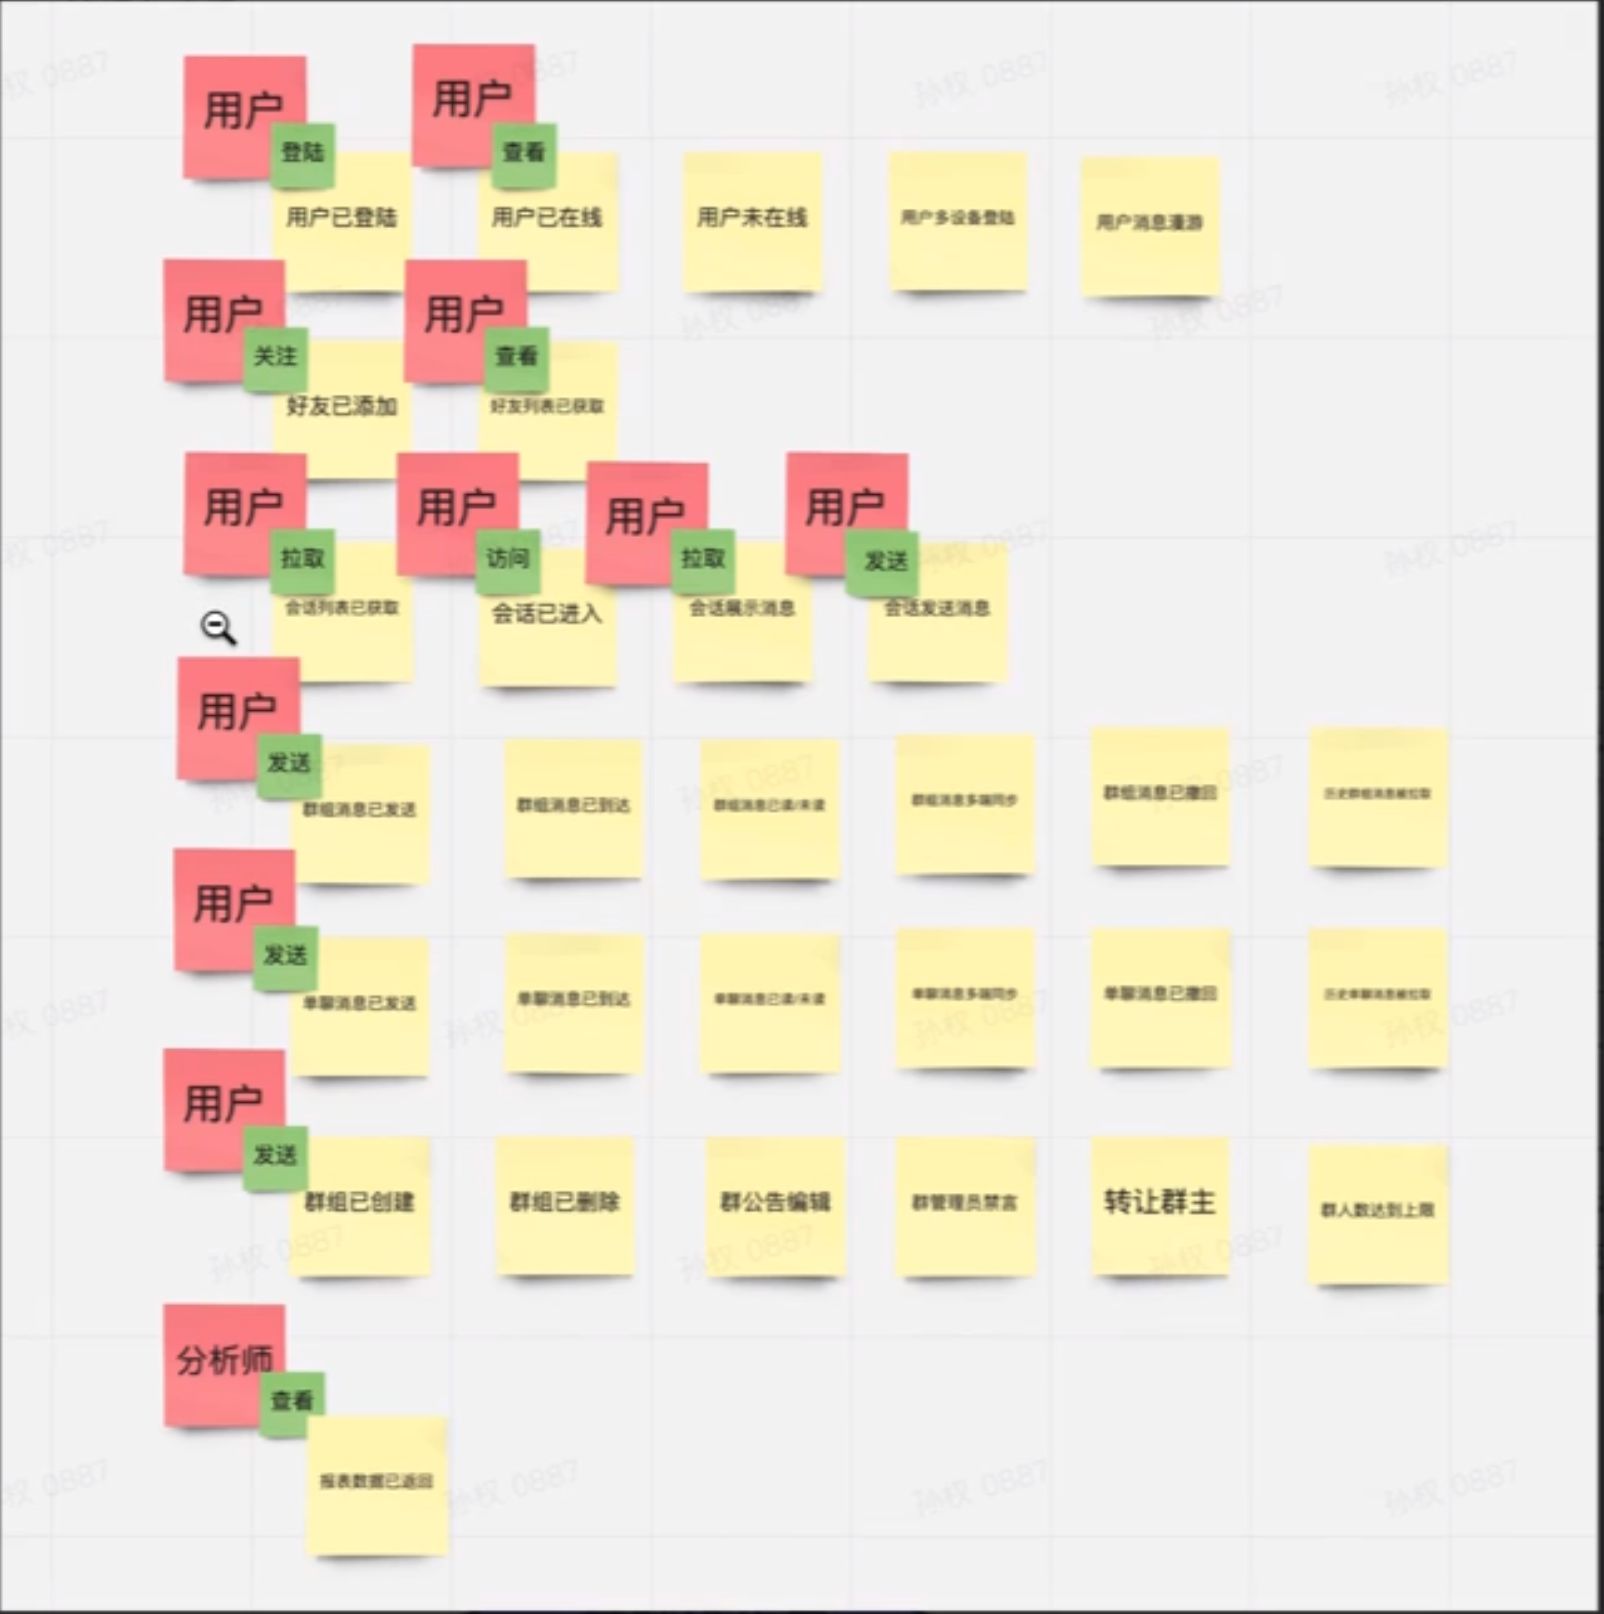 用户
用户
登陆
查看
用户已登陆
用户已在线
用户未在线
用户多设备登陆
用户消息漫游
用户
用户
关注
查看
好友已添加
好友列表已获取
用户
用户
用户
用户
拉取
访问
拉取
发送
会话列表已获取
会话已进入
会话展示消息
会话发送消息
用户
发送
群组消息已发送
群组消息已到达
群组消息已读/未读
群组消息多端同步
群组消息已撤回
历史群组消息被拉取
用户
发送
单聊消息已发送
单聊消息已到达
单聊消息已读/未读
单聊消息多端同步
单聊消息已撤回
历史单聊消息被拉取
用户
发送
群组已创建
群组已删除
群公告编辑
群管理员禁言
转让群主
群人数达到上限
分析师
查看
报表数据已返回
孙权 0887